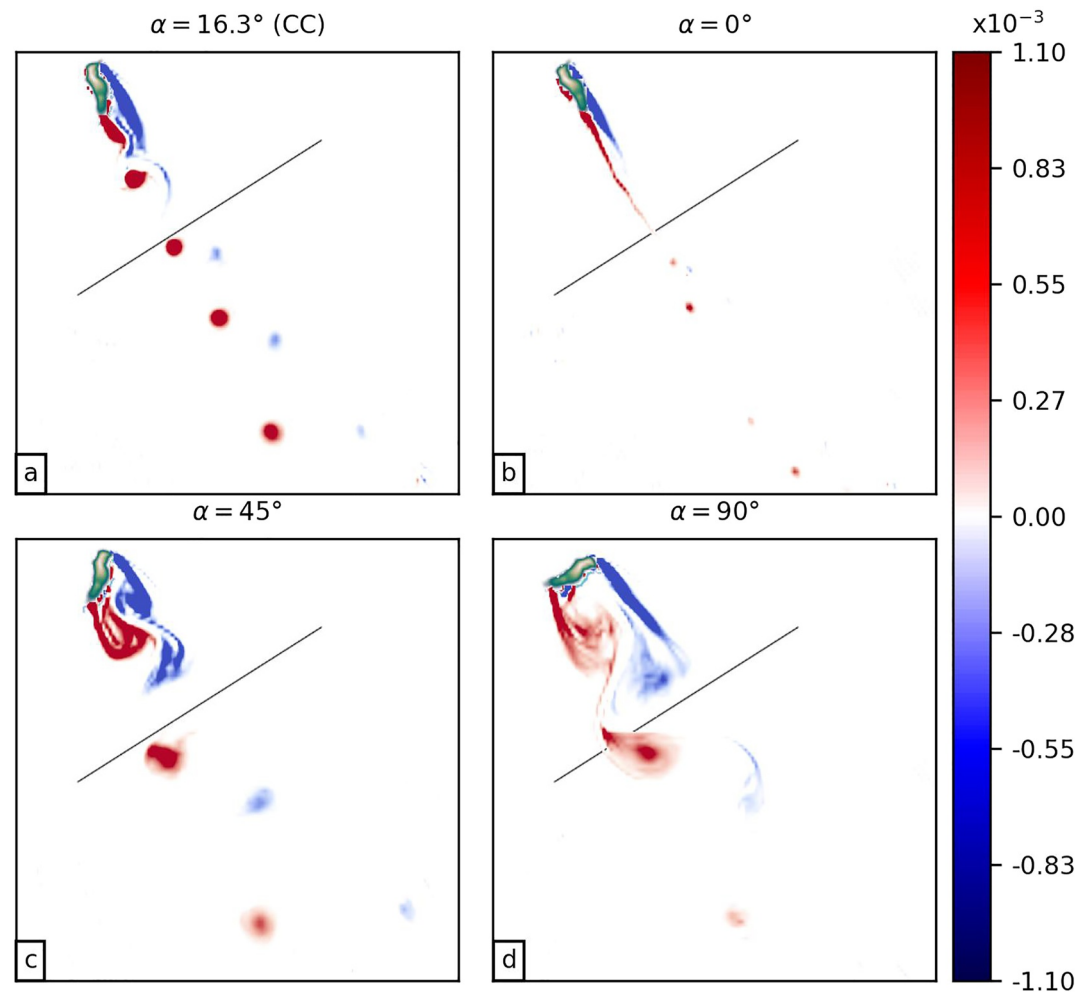 α = 16.3° (CC)
α = 0°
x10⁻³
a
b
α = 45°
α = 90°
c
d
1.10
0.83
0.55
0.27
0.00
-0.28
-0.55
-0.83
-1.10